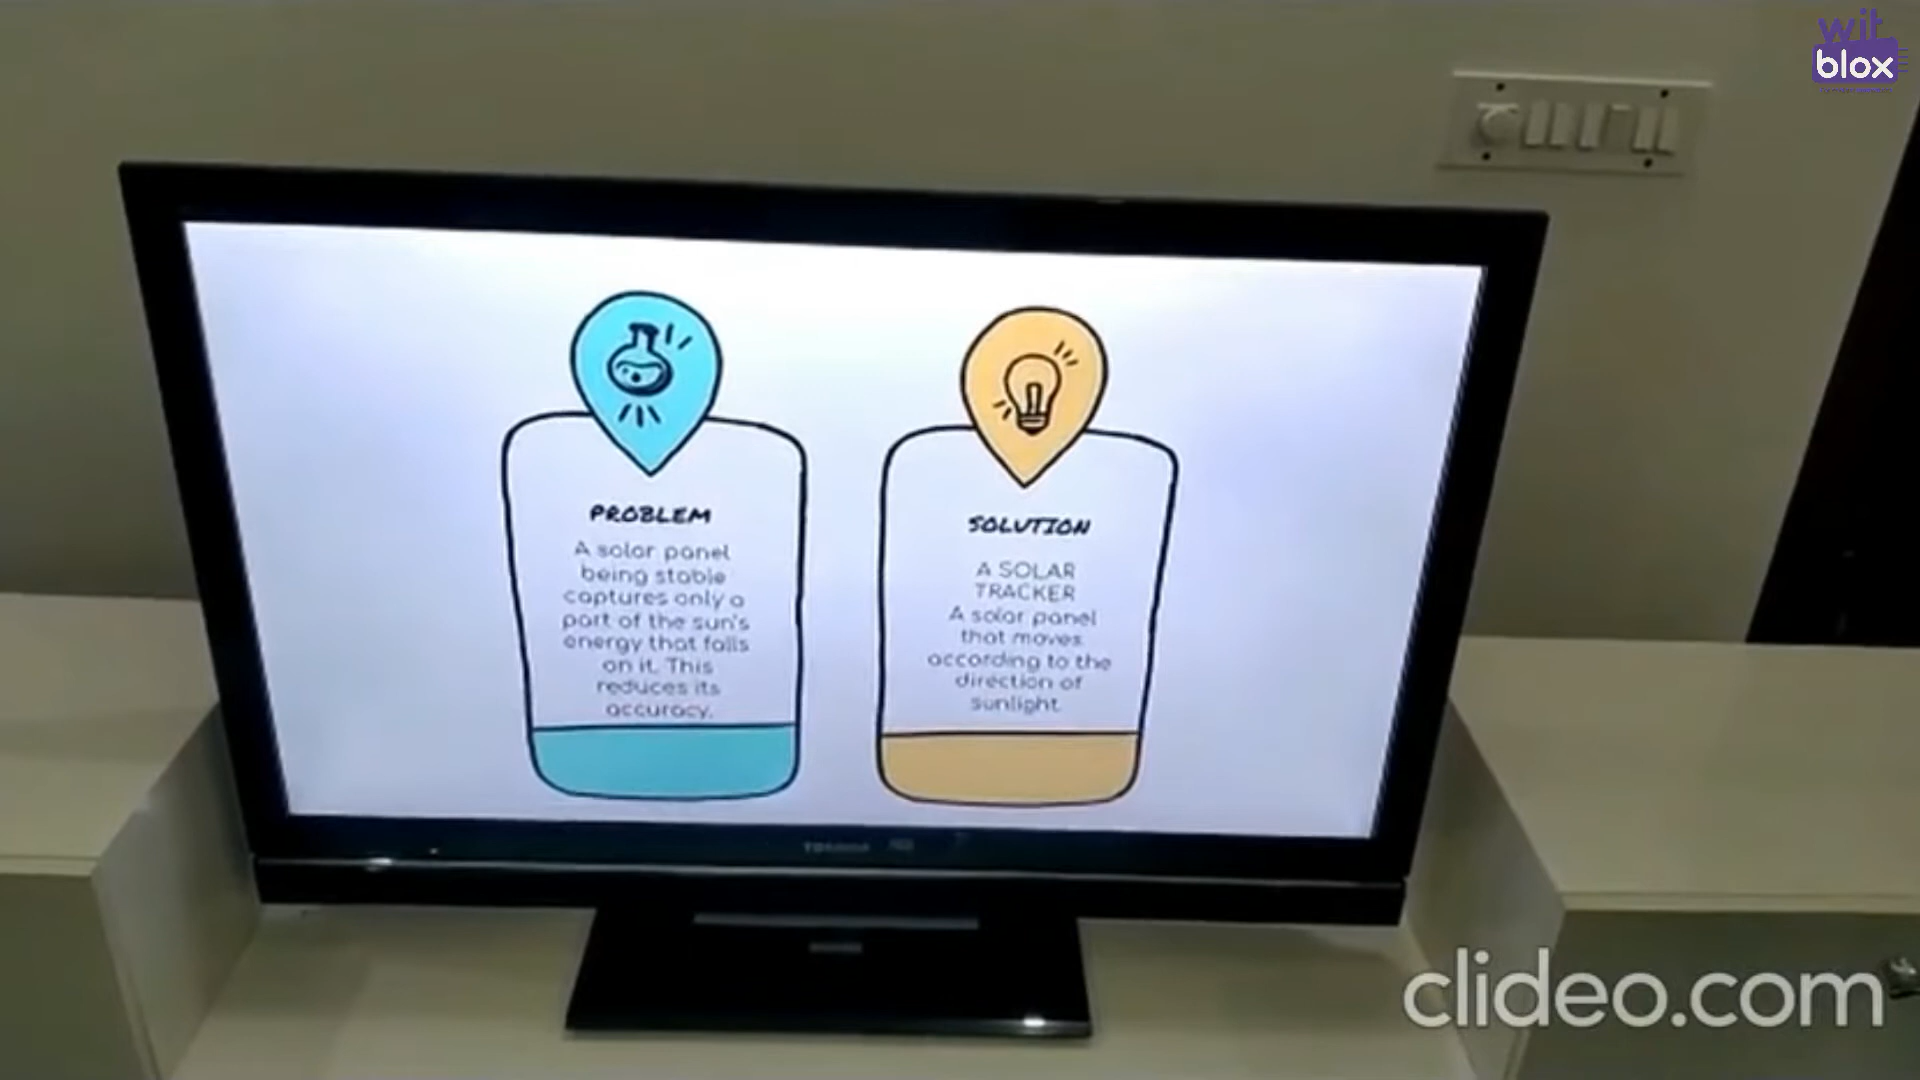 wit
blox
PROBLEM
A solar panel
being stable
captures only a
part of the sun's
energy that falls
on it. This
reduces its
accuracy.
SOLUTION
A SOLAR
TRACKER
A solar panel
that moves
according to the
direction of
sunlight.
TOSHIBA
clideo.com